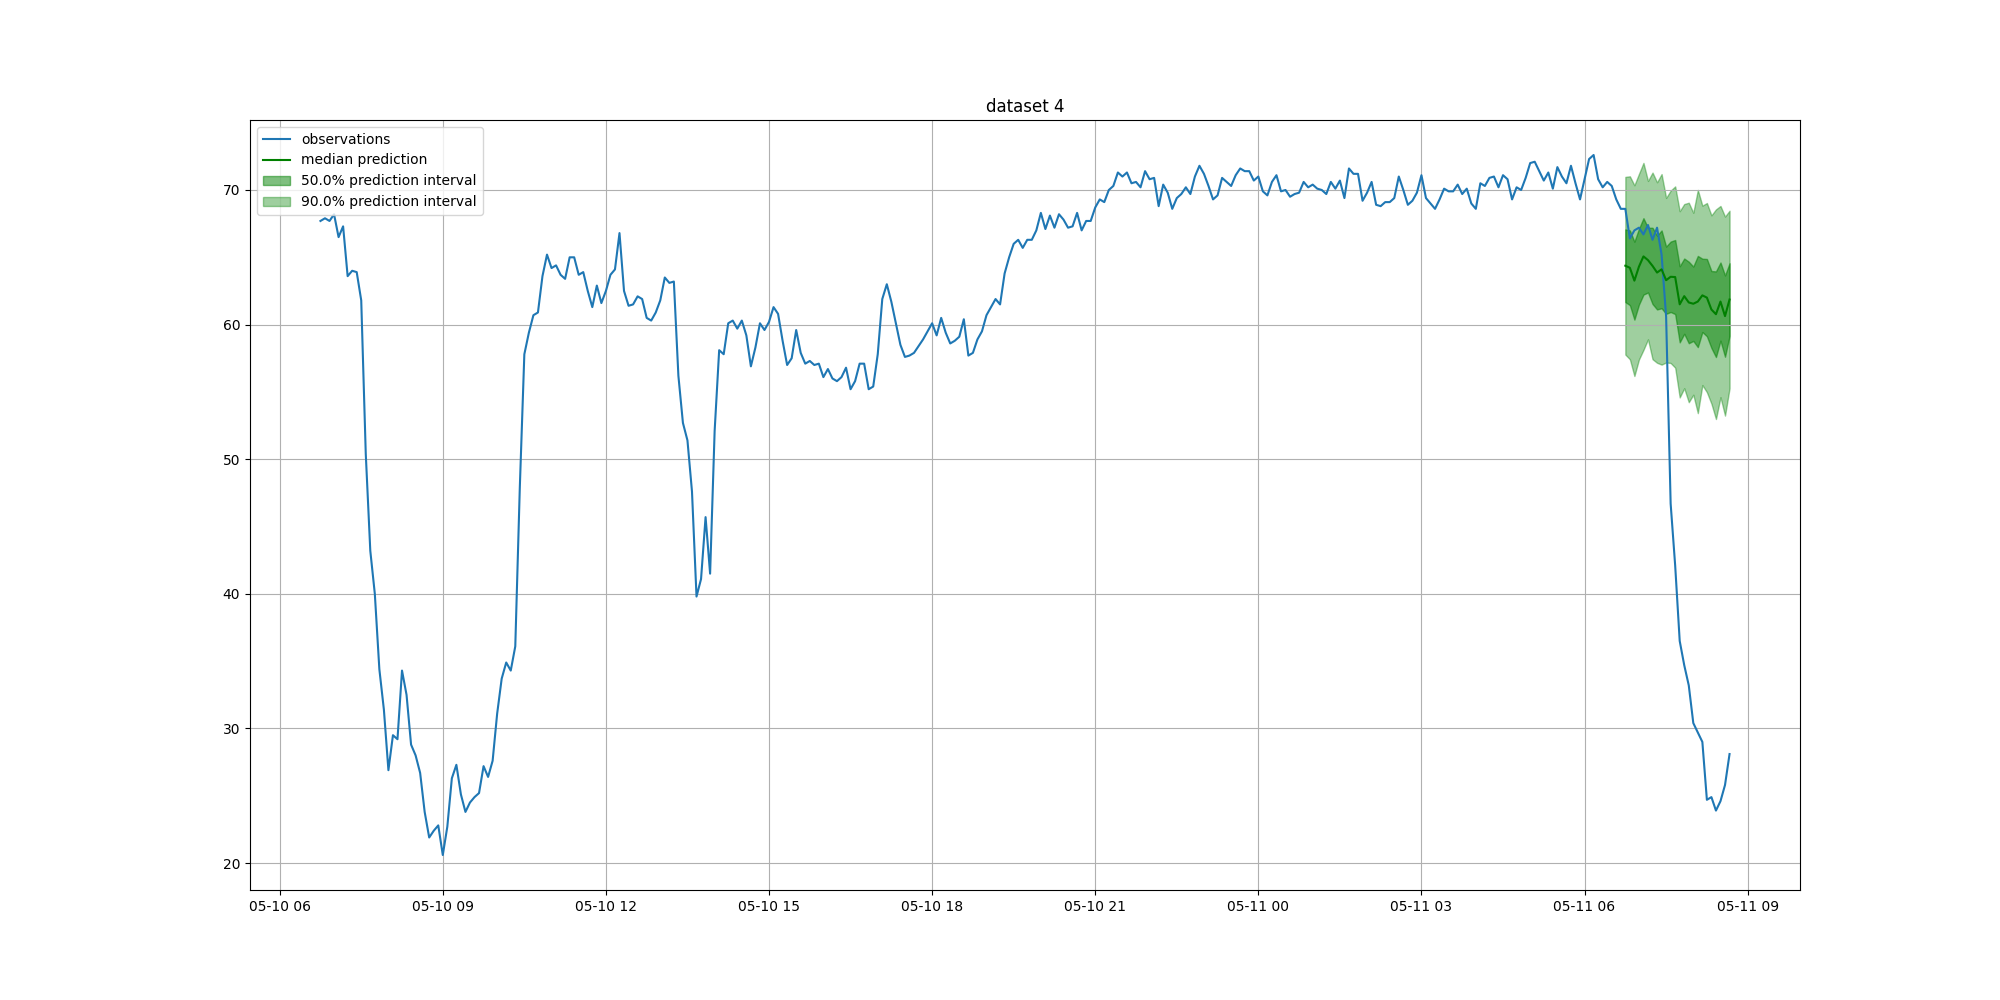 dataset 4
observations
median prediction
50.0% prediction interval
90.0% prediction interval
70
60
50
40
30
20
05-10 06 05-10 09 05-10 12 05-10 15 05-10 18 05-10 21 05-11 00 05-11 03 05-11 06 05-11 09